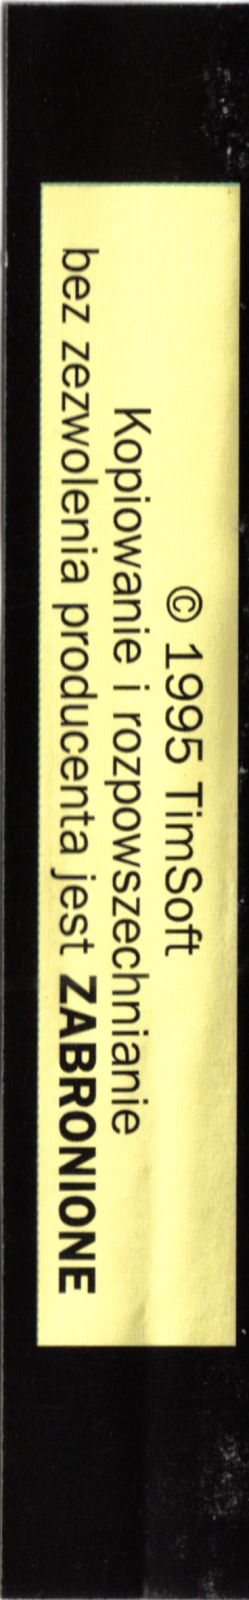 © 1995 TimSoft
Kopiowanie i rozpowszechnianie
bez zezwolenia producenta jest ZABRONIONE